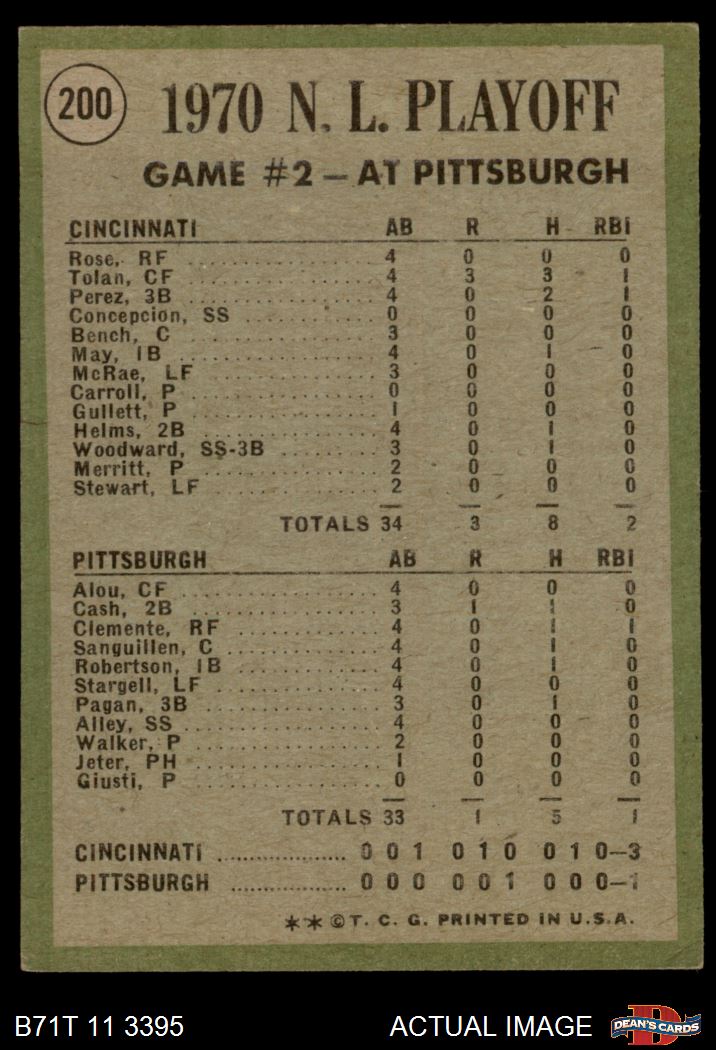 200
1970 N. L. PLAYOFF
GAME #2 – AT PITTSBURGH
CINCINNATI AB R H RBI
Rose, RF 4 0 0 0
Tolan, CF 4 3 3 1
Perez, 3B 4 0 2 1
Concepcion, SS 0 0 0 0
Bench, C 3 0 0 0
May, 1B 4 0 1 0
McRae, LF 3 0 0 0
Carroll, P 0 0 0 0
Gullett, P 1 0 0 0
Helms, 2B 4 0 1 0
Woodward, SS-3B 3 0 1 0
Merritt, P 2 0 0 0
Stewart, LF 2 0 0 0
TOTALS 34 3 8 2
PITTSBURGH AB R H RBI
Alou, CF 4 0 0 0
Cash, 2B 3 1 1 0
Clemente, RF 4 0 1 1
Sanguillen, C 4 0 1 0
Robertson, 1B 4 0 1 0
Stargell, LF 4 0 0 0
Pagan, 3B 3 0 1 0
Alley, SS 4 0 0 0
Walker, P 2 0 0 0
Jeter, PH 1 0 0 0
Giusti, P 0 0 0 0
TOTALS 33 1 5 1
CINCINNATI 0 0 1 0 1 0 0 1 0–3
PITTSBURGH 0 0 0 0 0 1 0 0 0–1
**©T. C. G. PRINTED IN U.S.A.
B71T 11 3395 ACTUAL IMAGE DEAN'S CARDS